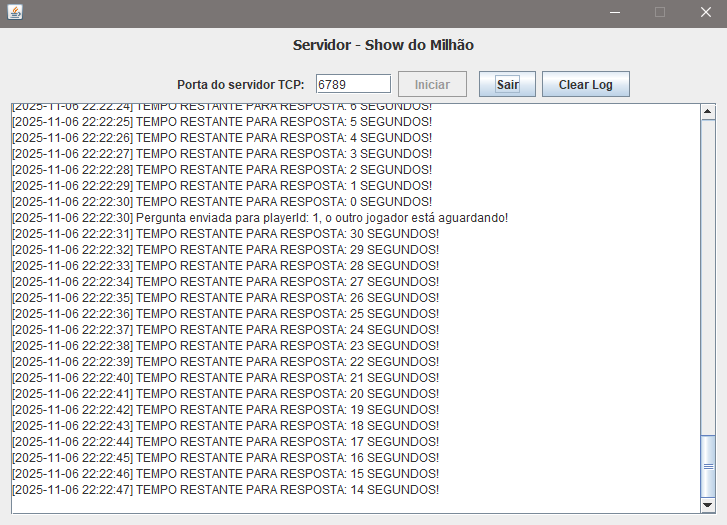 Servidor - Show do Milhão
Porta do servidor TCP: 6789 Iniciar Sair Clear Log
[2025-11-06 22:22:24] TEMPO RESTANTE PARA RESPOSTA: 6 SEGUNDOS!
[2025-11-06 22:22:25] TEMPO RESTANTE PARA RESPOSTA: 5 SEGUNDOS!
[2025-11-06 22:22:26] TEMPO RESTANTE PARA RESPOSTA: 4 SEGUNDOS!
[2025-11-06 22:22:27] TEMPO RESTANTE PARA RESPOSTA: 3 SEGUNDOS!
[2025-11-06 22:22:28] TEMPO RESTANTE PARA RESPOSTA: 2 SEGUNDOS!
[2025-11-06 22:22:29] TEMPO RESTANTE PARA RESPOSTA: 1 SEGUNDOS!
[2025-11-06 22:22:30] TEMPO RESTANTE PARA RESPOSTA: 0 SEGUNDOS!
[2025-11-06 22:22:30] Pergunta enviada para playerId: 1, o outro jogador está aguardando!
[2025-11-06 22:22:31] TEMPO RESTANTE PARA RESPOSTA: 30 SEGUNDOS!
[2025-11-06 22:22:32] TEMPO RESTANTE PARA RESPOSTA: 29 SEGUNDOS!
[2025-11-06 22:22:33] TEMPO RESTANTE PARA RESPOSTA: 28 SEGUNDOS!
[2025-11-06 22:22:34] TEMPO RESTANTE PARA RESPOSTA: 27 SEGUNDOS!
[2025-11-06 22:22:35] TEMPO RESTANTE PARA RESPOSTA: 26 SEGUNDOS!
[2025-11-06 22:22:36] TEMPO RESTANTE PARA RESPOSTA: 25 SEGUNDOS!
[2025-11-06 22:22:37] TEMPO RESTANTE PARA RESPOSTA: 24 SEGUNDOS!
[2025-11-06 22:22:38] TEMPO RESTANTE PARA RESPOSTA: 23 SEGUNDOS!
[2025-11-06 22:22:39] TEMPO RESTANTE PARA RESPOSTA: 22 SEGUNDOS!
[2025-11-06 22:22:40] TEMPO RESTANTE PARA RESPOSTA: 21 SEGUNDOS!
[2025-11-06 22:22:41] TEMPO RESTANTE PARA RESPOSTA: 20 SEGUNDOS!
[2025-11-06 22:22:42] TEMPO RESTANTE PARA RESPOSTA: 19 SEGUNDOS!
[2025-11-06 22:22:43] TEMPO RESTANTE PARA RESPOSTA: 18 SEGUNDOS!
[2025-11-06 22:22:44] TEMPO RESTANTE PARA RESPOSTA: 17 SEGUNDOS!
[2025-11-06 22:22:45] TEMPO RESTANTE PARA RESPOSTA: 16 SEGUNDOS!
[2025-11-06 22:22:46] TEMPO RESTANTE PARA RESPOSTA: 15 SEGUNDOS!
[2025-11-06 22:22:47] TEMPO RESTANTE PARA RESPOSTA: 14 SEGUNDOS!